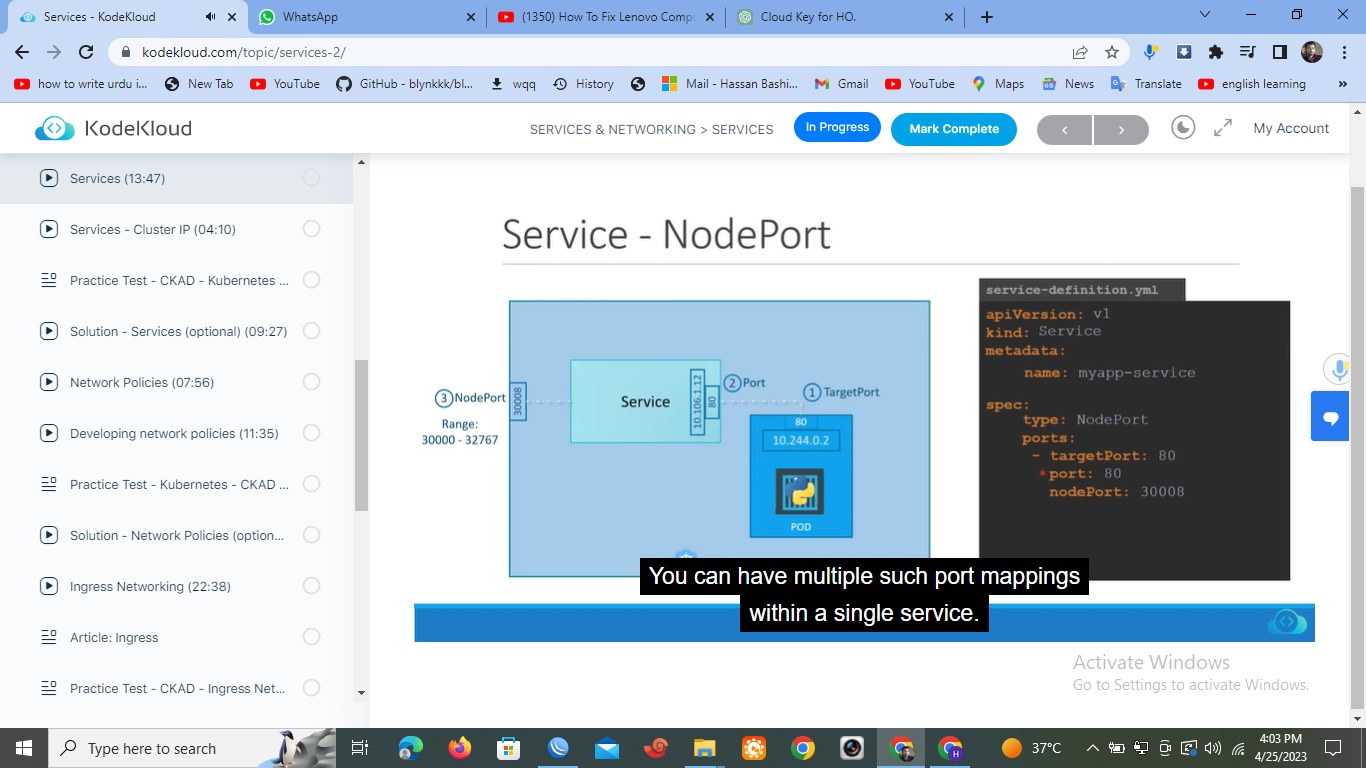 Services - KodeKloud
WhatsApp
(1350) How To Fix Lenovo Compu
Cloud Key for HO.
kodekloud.com/topic/services-2/
how to write urdu i...
New Tab
YouTube
GitHub - blynkkk/bl...
wqq
History
Mail - Hassan Bashi...
Gmail
YouTube
Maps
News
Translate
english learning
»
KodeKloud
SERVICES & NETWORKING > SERVICES
In Progress
Mark Complete
<
>
My Account
Services (13:47)
Services - Cluster IP (04:10)
Practice Test - CKAD - Kubernetes ...
Solution - Services (optional) (09:27)
Network Policies (07:56)
Developing network policies (11:35)
Practice Test - Kubernetes - CKAD ...
Solution - Network Policies (option...
Ingress Networking (22:38)
Article: Ingress
Practice Test - CKAD - Ingress Net...
Service - NodePort
3 NodePort
Range:
30000 - 32767
30008
Service
10.106.1.12
80
2 Port
1 TargetPort
80
10.244.0.2
POD
service-definition.yml
apiVersion: v1
kind: Service
metadata:
name: myapp-service
spec:
type: NodePort
ports:
- targetPort: 80
port: 80
nodePort: 30008
You can have multiple such port mappings
within a single service.
Activate Windows
Go to Settings to activate Windows.
Type here to search
37°C
4:03 PM
4/25/2023